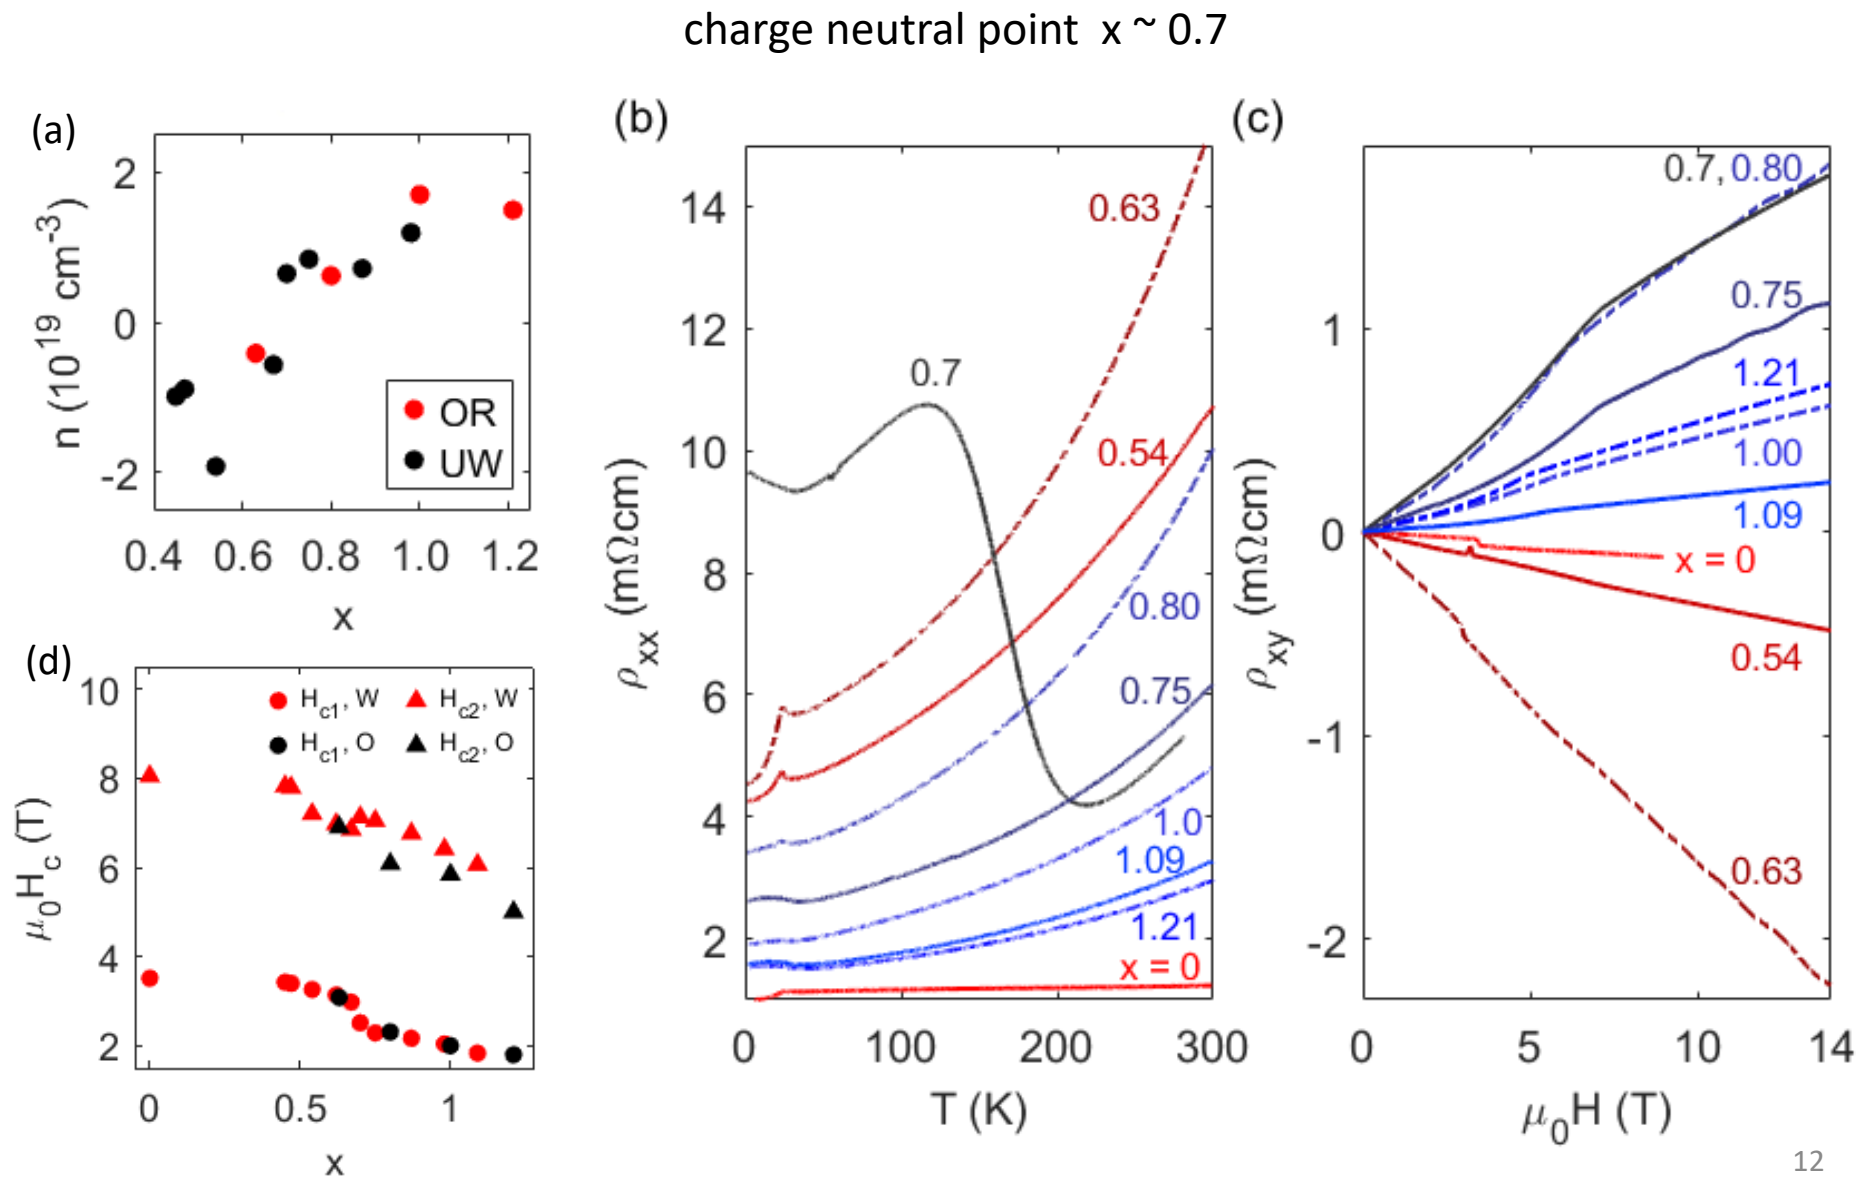 charge neutral point x ~ 0.7
(a)
2
0
-2
n (10^19 cm^-3)
OR
UW
0.4 0.6 0.8 1.0 1.2
x
(b)
14
12
10
8
6
4
2
ρxx (mΩcm)
0.63
0.7
0.54
0.80
0.75
1.0
1.09
1.21
x = 0
0 100 200 300
T (K)
(c)
1
0
-1
-2
ρxy (mΩcm)
0.7, 0.80
0.75
1.21
1.00
1.09
x = 0
0.54
0.63
0 5 10 14
μ0H (T)
(d)
10
8
6
4
2
μ0Hc (T)
Hc1, W Hc2, W
Hc1, O Hc2, O
0 0.5 1
x
12